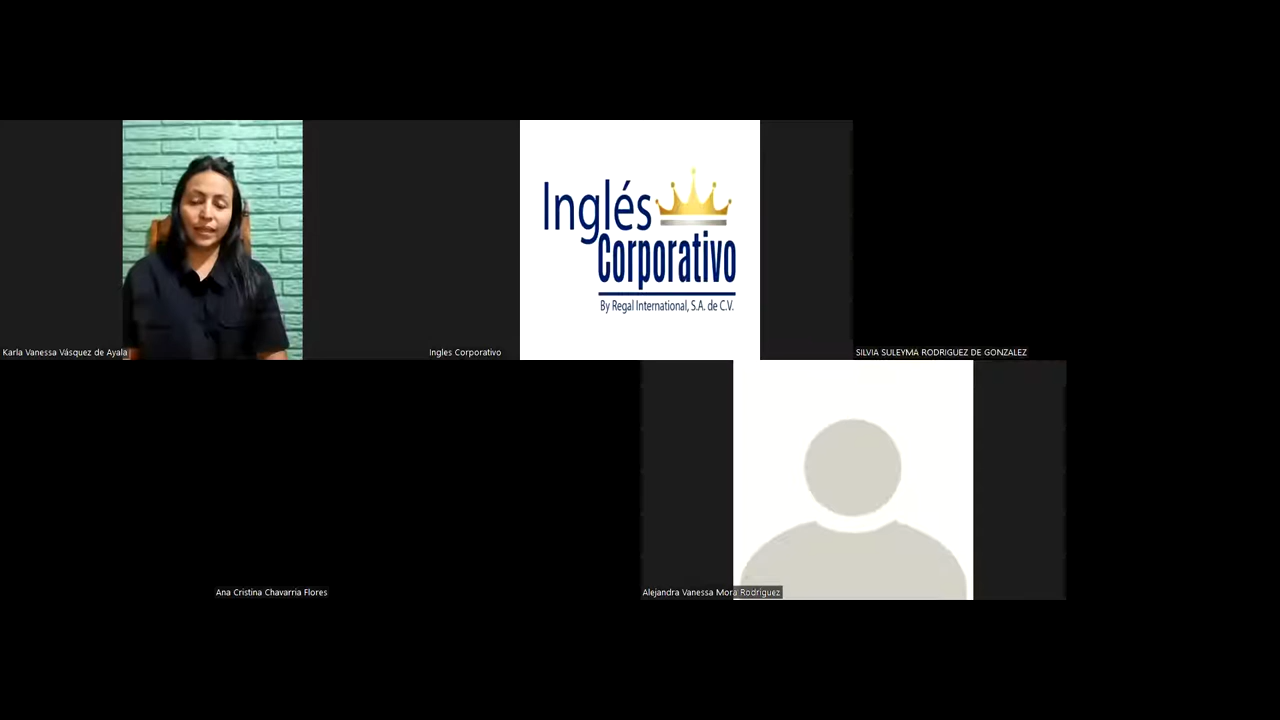 Inglés
Corporativo
By Regal International, S.A. de C.V.
Karla Vanessa Vásquez de Ayala
Ingles Corporativo
SILVIA SULEYMA RODRIGUEZ DE GONZALEZ
Ana Cristina Chavarria Flores
Alejandra Vanessa Mora Rodriguez